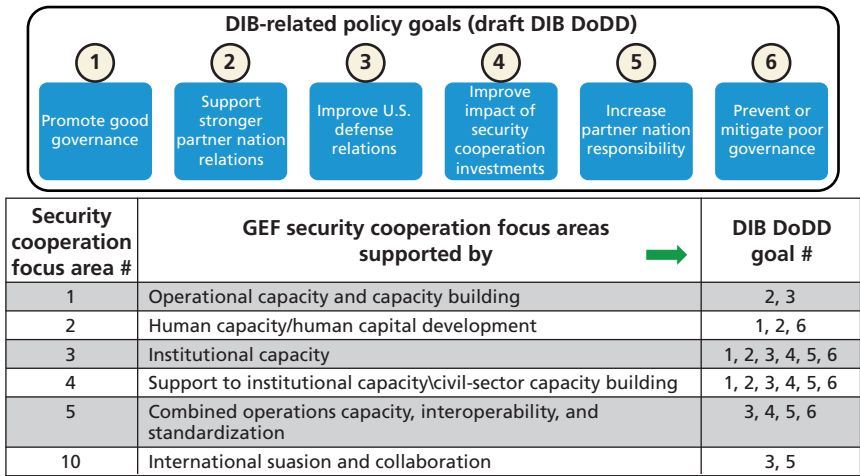 DIB-related policy goals (draft DIB DoDD)
1
2
3
4
5
6
Promote good
governance
Support
stronger
partner nation
relations
Improve U.S.
defense
relations
Improve
impact of
security
cooperation
investments
Increase
partner nation
responsibility
Prevent or
mitigate poor
governance
Security
cooperation
focus area #
GEF security cooperation focus areas
supported by
DIB DoDD
goal #
1 Operational capacity and capacity building 2, 3
2 Human capacity/human capital development 1, 2, 6
3 Institutional capacity 1, 2, 3, 4, 5, 6
4 Support to institutional capacity\civil-sector capacity building 1, 2, 3, 4, 5, 6
5 Combined operations capacity, interoperability, and 3, 4, 5, 6
standardization
10 International suasion and collaboration 3, 5